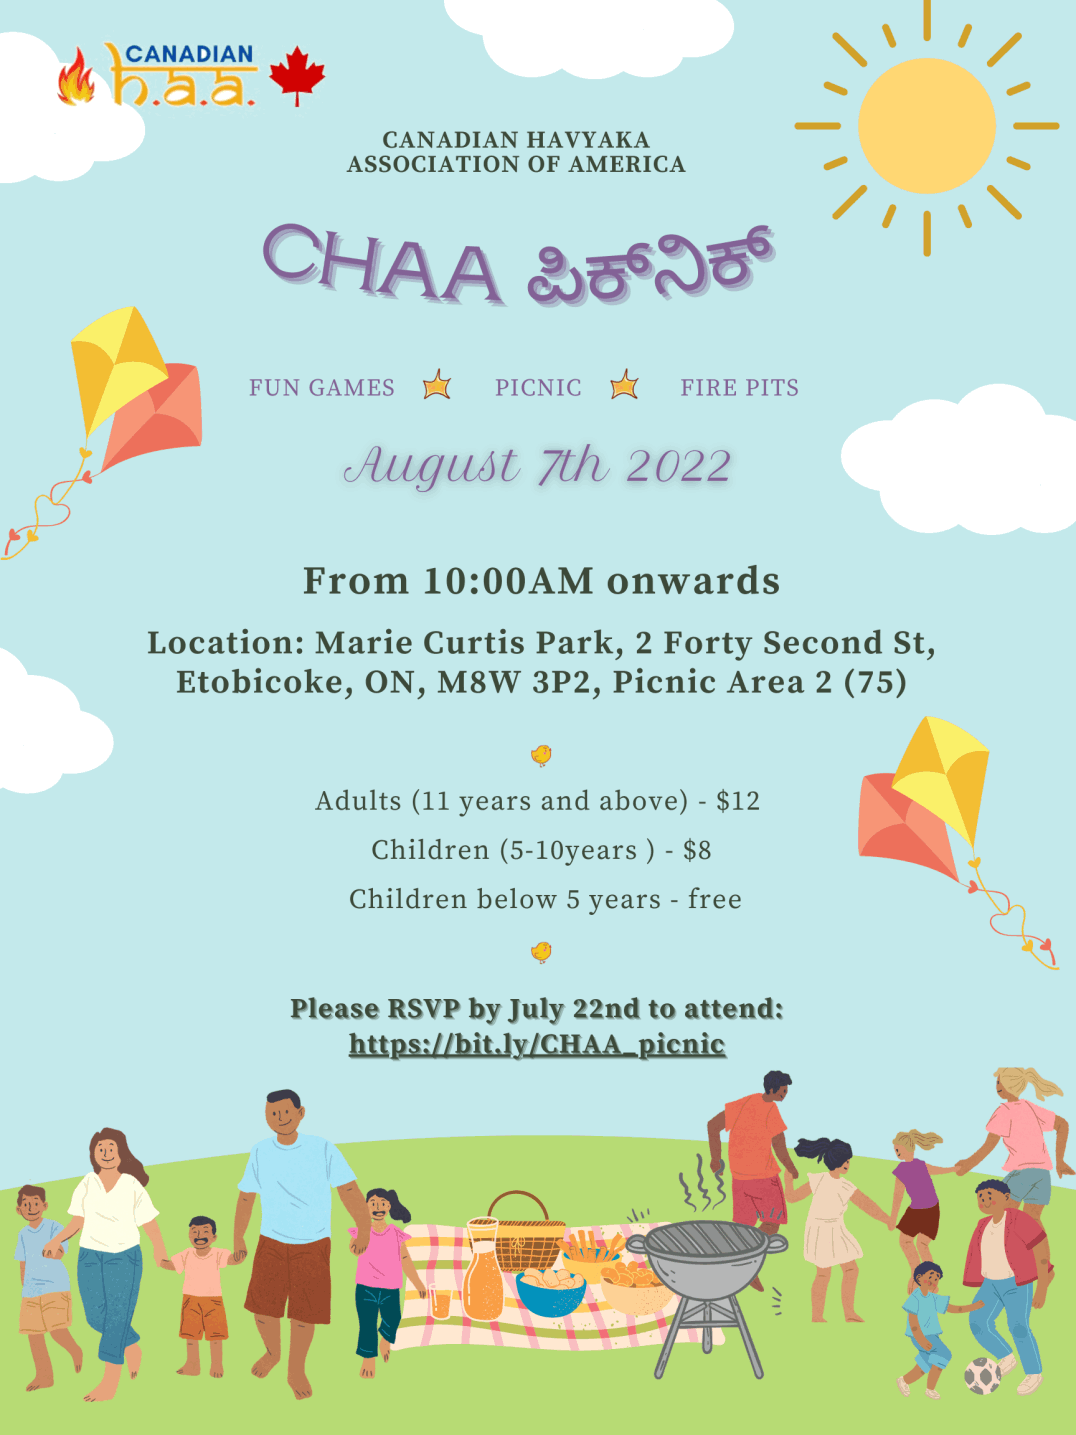 CANADIAN
h.a.a.
CANADIAN HAVYAKA
ASSOCIATION OF AMERICA
CHAA ಪಿಕ್‌ನಿಕ್
FUN GAMES PICNIC FIRE PITS
August 7th 2022
From 10:00AM onwards
Location: Marie Curtis Park, 2 Forty Second St,
Etobicoke, ON, M8W 3P2, Picnic Area 2 (75)
Adults (11 years and above) - $12
Children (5-10years ) - $8
Children below 5 years - free
Please RSVP by July 22nd to attend:
https://bit.ly/CHAA_picnic